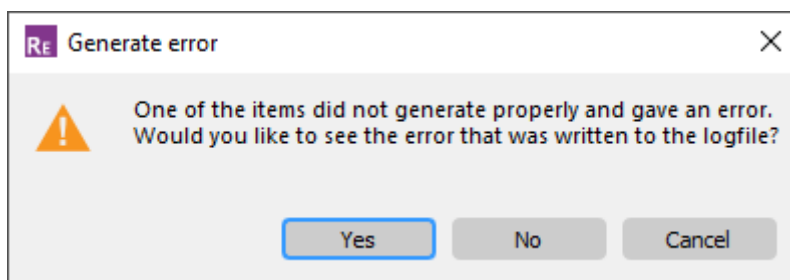 RE Generate error
One of the items did not generate properly and gave an error.
Would you like to see the error that was written to the logfile?
Yes No Cancel